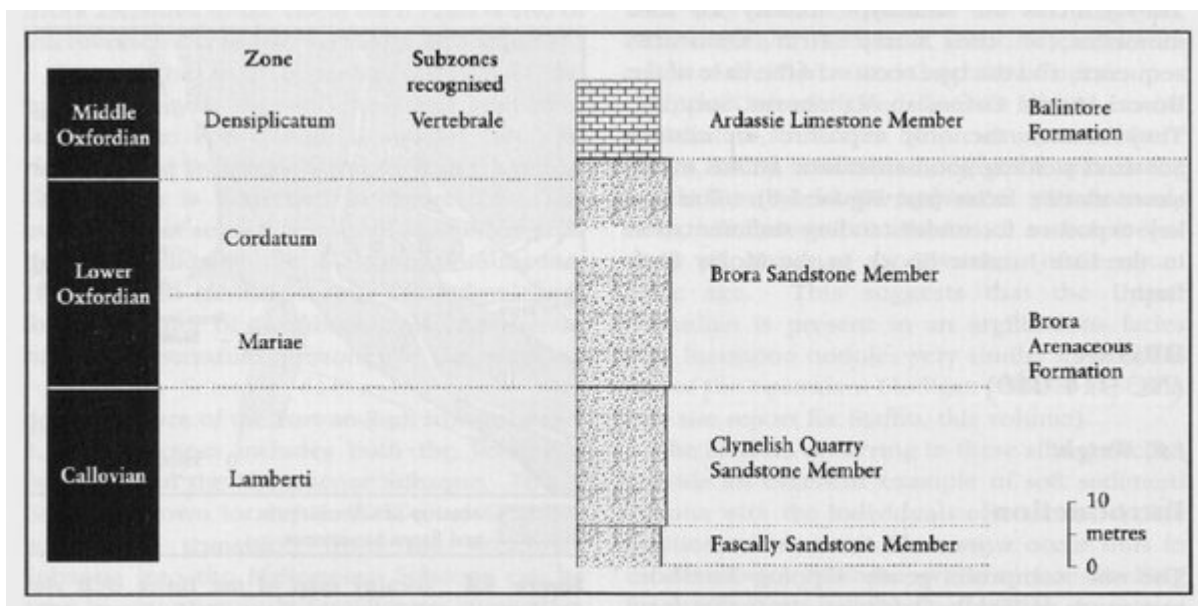 Zone
Subzones
recognised
Middle
Oxfordian
Densiplicatum
Vertebrale
Ardassie Limestone Member
Balintore
Formation
Lower
Oxfordian
Cordatum
Brora Sandstone Member
Mariae
Brora
Arenaceous
Formation
Callovian
Lamberti
Clynelish Quarry
Sandstone Member
Fascally Sandstone Member
10
metres
0